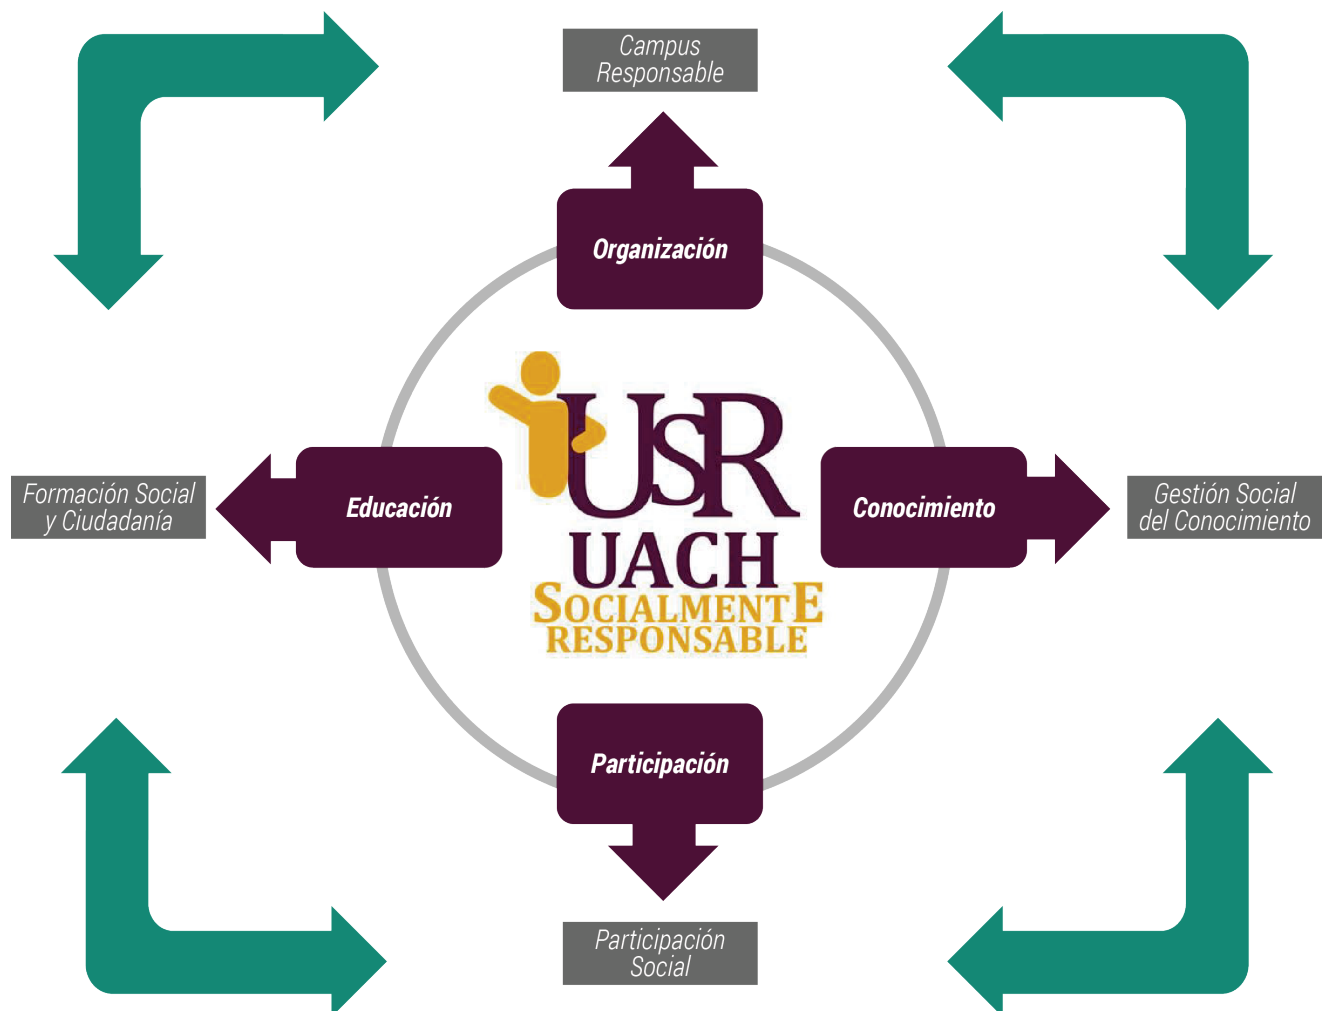 Campus
Responsable
Organización
USR
UACH
SOCIALMENTE
RESPONSABLE
Formación Social
y Ciudadanía
Educación
Conocimiento
Gestión Social
del Conocimiento
Participación
Participación
Social